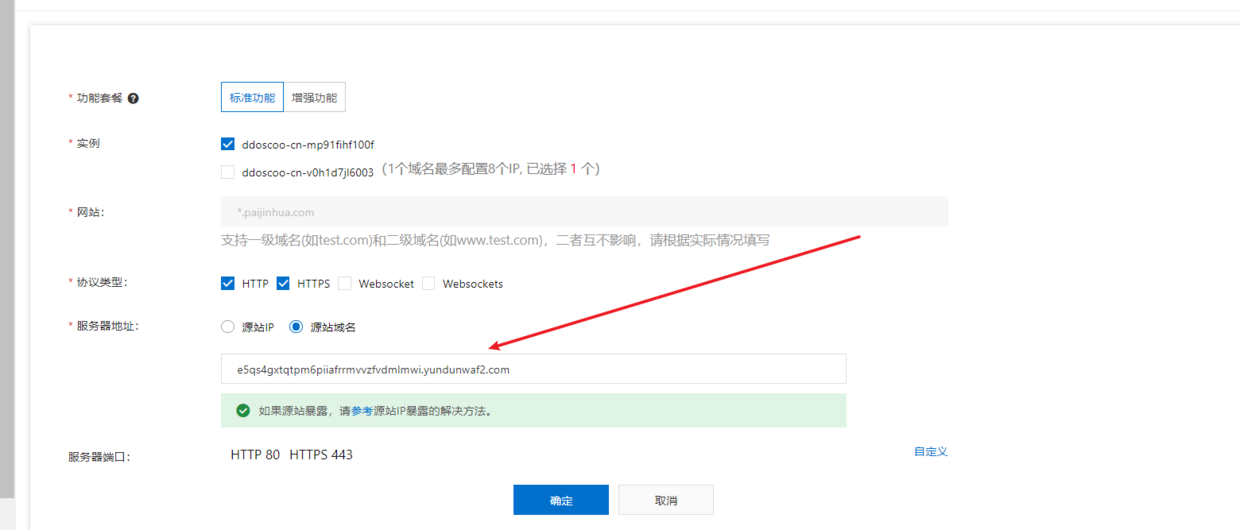 * 功能套餐 ? 标准功能 增强功能
* 实例 ddoscoo-cn-mp91fihf100f
ddoscoo-cn-v0h1d7jl6003 (1个域名最多配置8个IP, 已选择 1 个)
* 网站: *.paijinhua.com
支持一级域名(如test.com)和二级域名(如www.test.com)，二者互不影响，请根据实际情况填写
* 协议类型: HTTP HTTPS Websocket Websockets
* 服务器地址: 源站IP 源站域名
e5qs4gxtqtpm6piiafrrmvvzfvdmlmwi.yundunwaf2.com
如果源站暴露，请参考源站IP暴露的解决方法。
服务器端口: HTTP 80 HTTPS 443 自定义
确定 取消